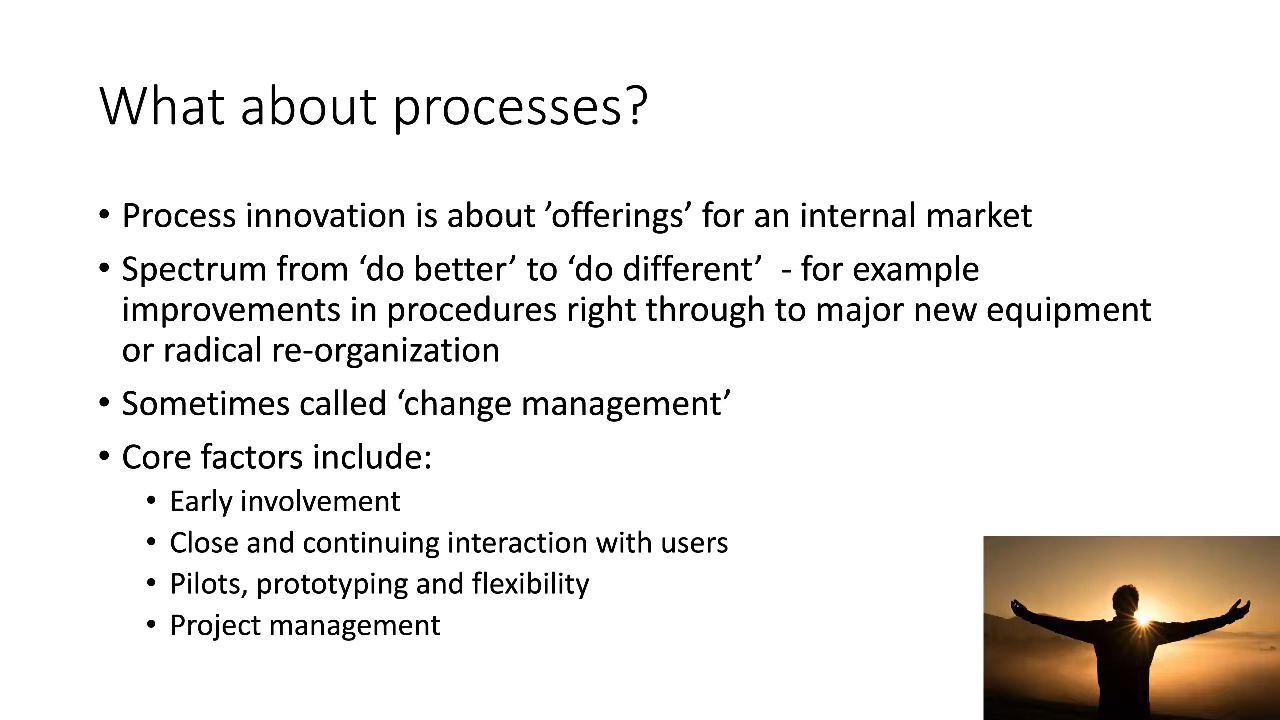 What about processes?
• Process innovation is about ’offerings’ for an internal market
• Spectrum from ‘do better’ to ‘do different’  - for example
improvements in procedures right through to major new equipment
or radical re-organization
• Sometimes called ‘change management’
• Core factors include:
• Early involvement
• Close and continuing interaction with users
• Pilots, prototyping and flexibility
• Project management